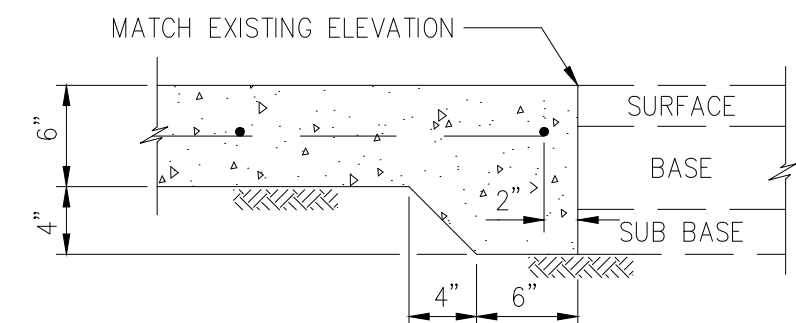 MATCH EXISTING ELEVATION
SURFACE
6"
BASE
2"
4"
SUB BASE
4"
6"